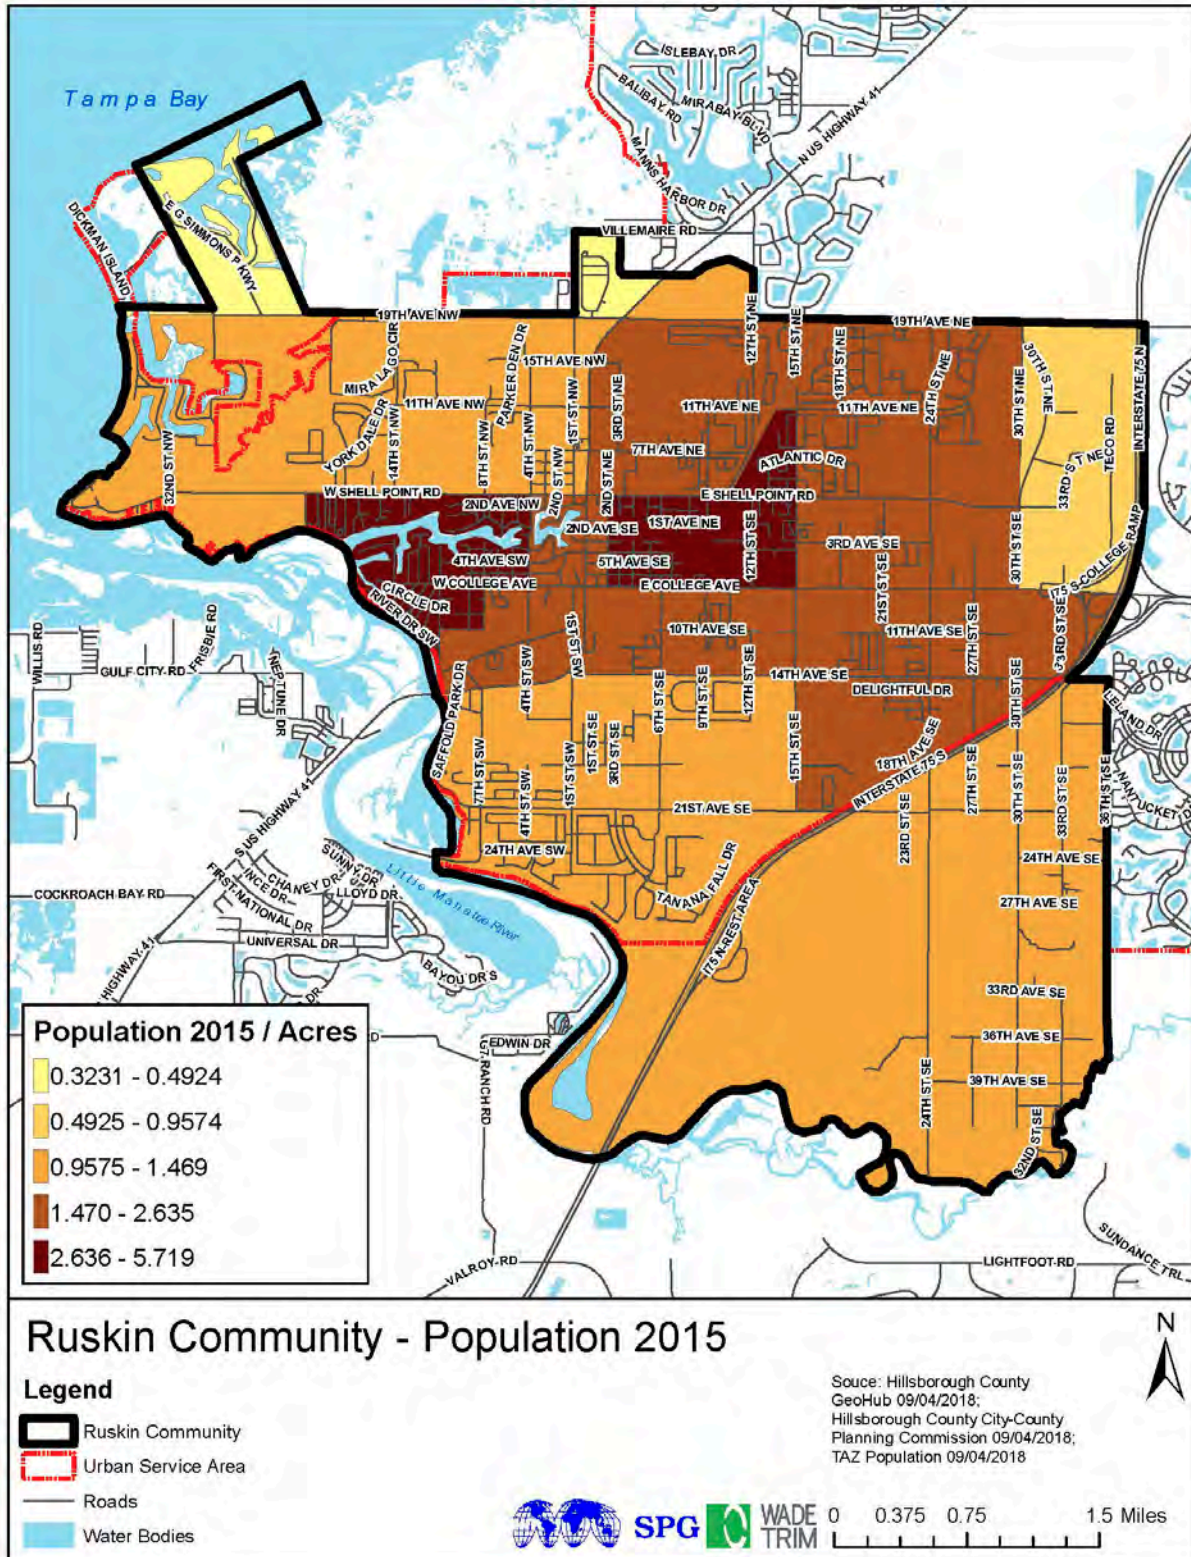 Tampa Bay
ISLEBAY DR
BALIBAY RD
MIRABAY BLVD
N US HIGHWAY 41
MANNS HARBOR DR
VILLEMAIRE RD
DICKMAN ISLAND
E G SIMMONS P KWY
19TH AVE NW
19TH AVE NE
12TH ST NE
15TH ST NE
18TH ST NE
24TH ST NE
30TH ST NE
30TH ST NE
INTERSTATE 75 N
MIRA LAGO CIR
PARKER DEN DR
15TH AVE NW
11TH AVE NW
1ST ST NW
3RD ST NE
11TH AVE NE
11TH AVE NE
TECO RD
YORK DALE DR
14TH ST NW
8TH ST NW
4TH ST NW
2ND ST NW
7TH AVE NE
ATLANTIC DR
33RD ST NE
32ND ST NW
W SHELL POINT RD
2ND AVE NW
2ND ST NE
E SHELL POINT RD
2ND AVE SE
1ST AVE NE
12TH ST SE
3RD AVE SE
30TH ST SE
4TH AVE SW
5TH AVE SE
W COLLEGE AVE
E COLLEGE AVE
21ST ST SE
I75 S-COLLEGE RAMP
CIRCLE DR
RIVER DR SW
1ST ST SW
10TH AVE SE
11TH AVE SE
27TH ST SE
33RD ST SE
WILLIS RD
FRISBIE RD
GULF CITY RD
NEPTUNE DR
SAFFOLD PARK DR
4TH ST SW
6TH ST SE
9TH ST SE
12TH ST SE
14TH AVE SE
DELIGHTFUL DR
30TH ST SE
LELAND DR
7TH ST SW
1ST ST SW
1ST ST SE
3RD ST SE
15TH ST SE
18TH AVE SE
INTERSTATE 75 S
27TH ST SE
30TH ST SE
33RD ST SE
36TH ST SE
NANTUCKET D
4TH ST SW
21ST AVE SE
23RD ST SE
S US HIGHWAY 41
24TH AVE SW
24TH AVE SE
SUNNY DR
CHANEY DR
INCE DR
LLOYD DR
COCKROACH BAY RD
FIRST NATIONAL DR
UNIVERSAL DR
Little Manatee River
TANANA FALL DR
27TH AVE SE
I75 N-REST AREA
BAYOU DR S
HIGHWAY 41
33RD AVE SE
36TH AVE SE
EDWIN DR
39TH AVE SE
24TH ST SE
32ND ST SE
VALROY RD
LIGHTFOOT RD
SUNDANCE TRL
Population 2015 / Acres
0.3231 - 0.4924
0.4925 - 0.9574
0.9575 - 1.469
1.470 - 2.635
2.636 - 5.719
Ruskin Community - Population 2015
N
Legend
Ruskin Community
Urban Service Area
Roads
Water Bodies
Souce: Hillsborough County
GeoHub 09/04/2018;
Hillsborough County City-County
Planning Commission 09/04/2018;
TAZ Population 09/04/2018
SPG
WADE
TRIM
0 0.375 0.75 1.5 Miles